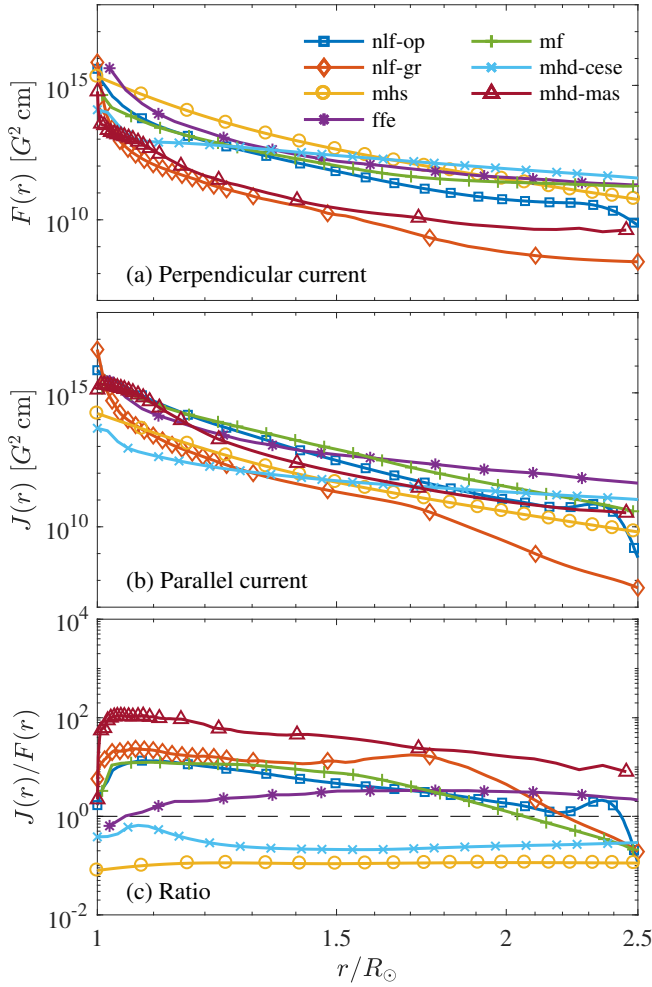 nlf-op
nlf-gr
mhs
ffe
mf
mhd-cese
mhd-mas
10^15
10^10
F(r) [G^2 cm]
(a) Perpendicular current
10^15
10^10
J(r) [G^2 cm]
(b) Parallel current
10^4
10^2
10^0
10^-2
J(r)/F(r)
(c) Ratio
1 1.5 2 2.5
r/R_⊙